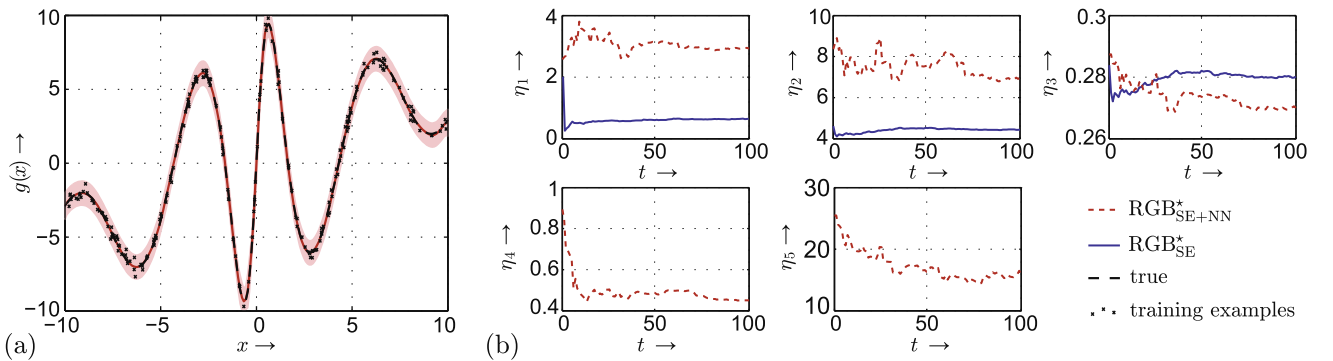 10
5
0
−5
−10
−10 −5 0 5 10
g(x) →
x →
(a)
4
2
0
0 50 100
η1 →
t →
10
8
6
4
0 50 100
η2 →
t →
0.3
0.28
0.26
0 50 100
η3 →
t →
1
0.8
0.6
0.4
0 50 100
η4 →
t →
30
20
10
0 50 100
η5 →
t →
(b)
RGB⋆SE+NN
RGB⋆SE
true
training examples